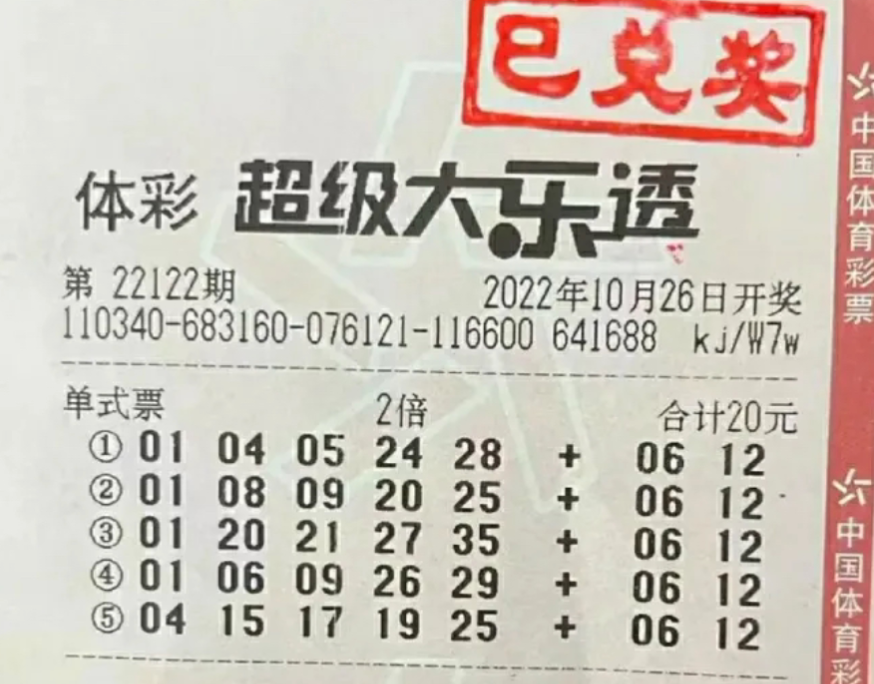 已兑奖
体彩 超级大乐透
第 22122期 2022年10月26日开奖
110340-683160-076121-116600 641688 kj/W7w
单式票 2倍 合计20元
① 01 04 05 24 28 + 06 12
② 01 08 09 20 25 + 06 12
③ 01 20 21 27 35 + 06 12
④ 01 06 09 26 29 + 06 12
⑤ 04 15 17 19 25 + 06 12
中国体育彩票
中国体育彩